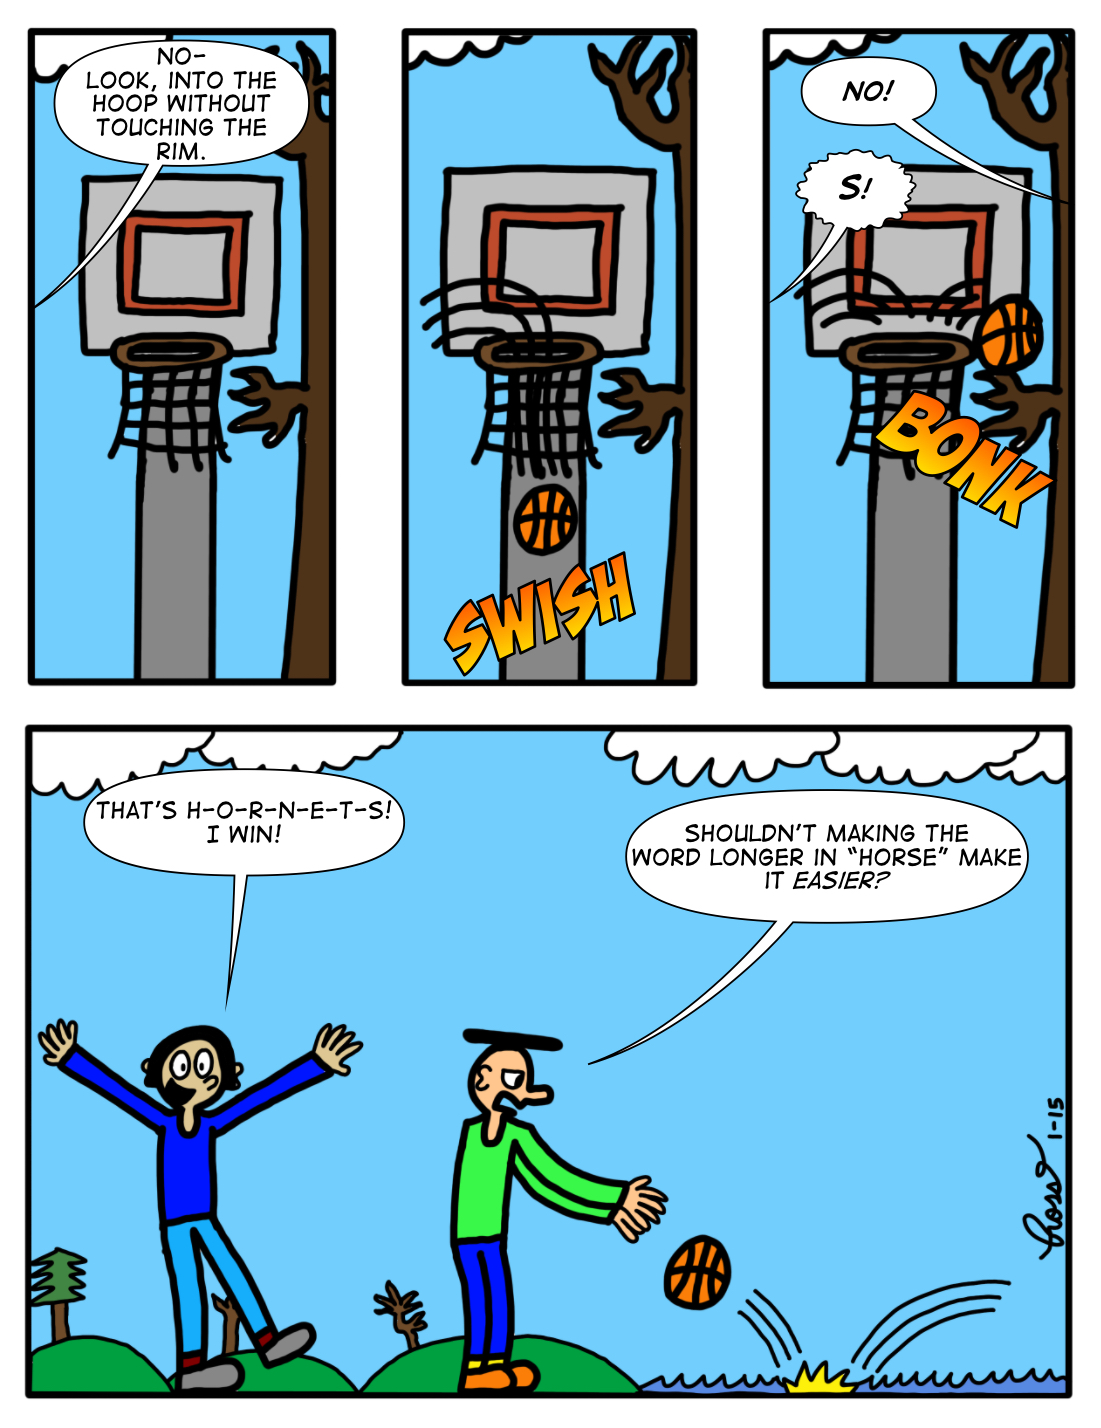 NO-
LOOK, INTO THE
HOOP WITHOUT
TOUCHING THE
RIM.
SWISH
NO!
S!
BONK
THAT'S H-O-R-N-E-T-S!
I WIN!
SHOULDN'T MAKING THE
WORD LONGER IN "HORSE" MAKE
IT EASIER?
Ross 1-15